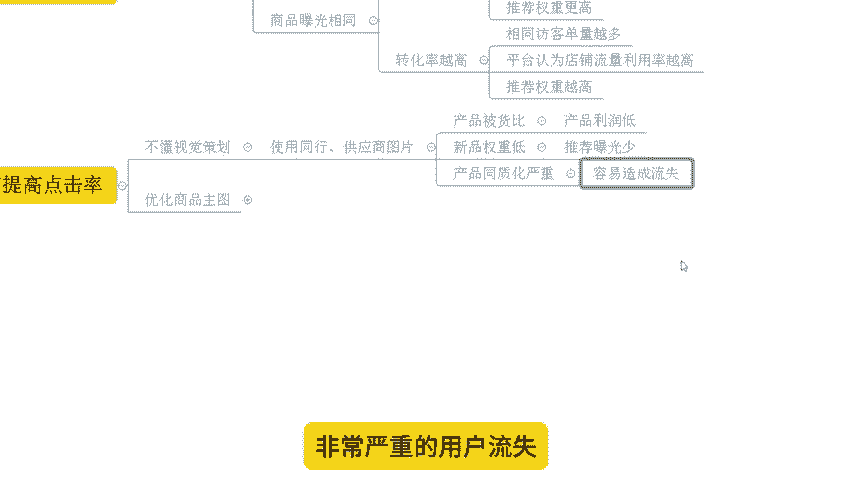 推荐权重更高
商品曝光相同
相同访客单量越多
转化率越高
平台认为店铺流量利用率越高
推荐权重越高
产品被货比
产品利润低
不懂视觉策划
使用同行、供应商图片
新品权重低
推荐曝光少
产品同质化严重
容易造成流失
提高点击率
优化商品主图
非常严重的用户流失